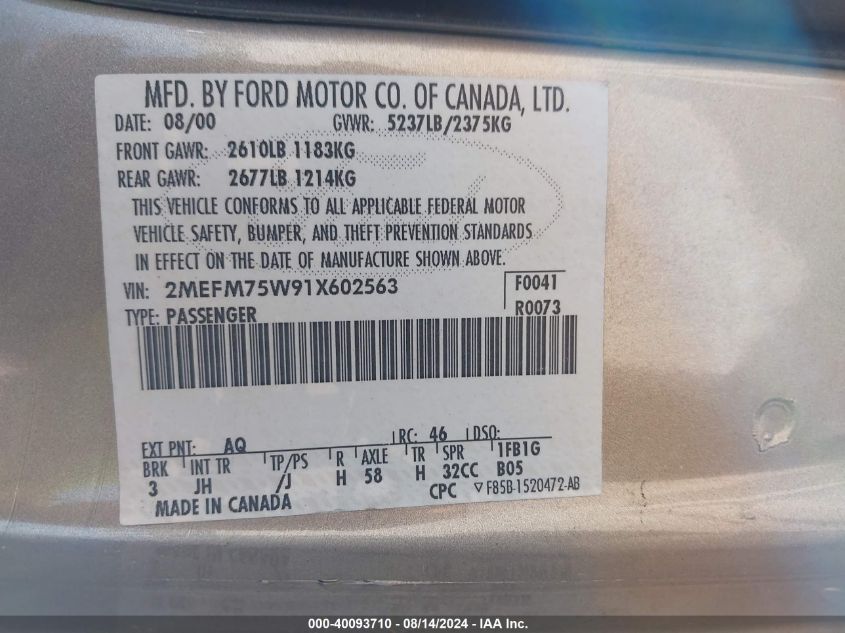 MFD. BY FORD MOTOR CO. OF CANADA, LTD.
DATE: 08/00 GVWR: 5237LB/2375KG
FRONT GAWR: 2610LB 1183KG
REAR GAWR: 2677LB 1214KG
THIS VEHICLE CONFORMS TO ALL APPLICABLE FEDERAL MOTOR
VEHICLE SAFETY, BUMPER, AND THEFT PREVENTION STANDARDS
IN EFFECT ON THE DATE OF MANUFACTURE SHOWN ABOVE.
VIN: 2MEFM75W91X602563 F0041
TYPE: PASSENGER R0073
EXT PNT: AQ RC: 46 DSO:
BRK INT TR TP/PS R AXLE TR SPR 1FB1G
3 JH /J H 58 H 32CC B05
MADE IN CANADA CPC ▽F85B-1520472-AB
000-40093710 - 08/14/2024 - IAA Inc.